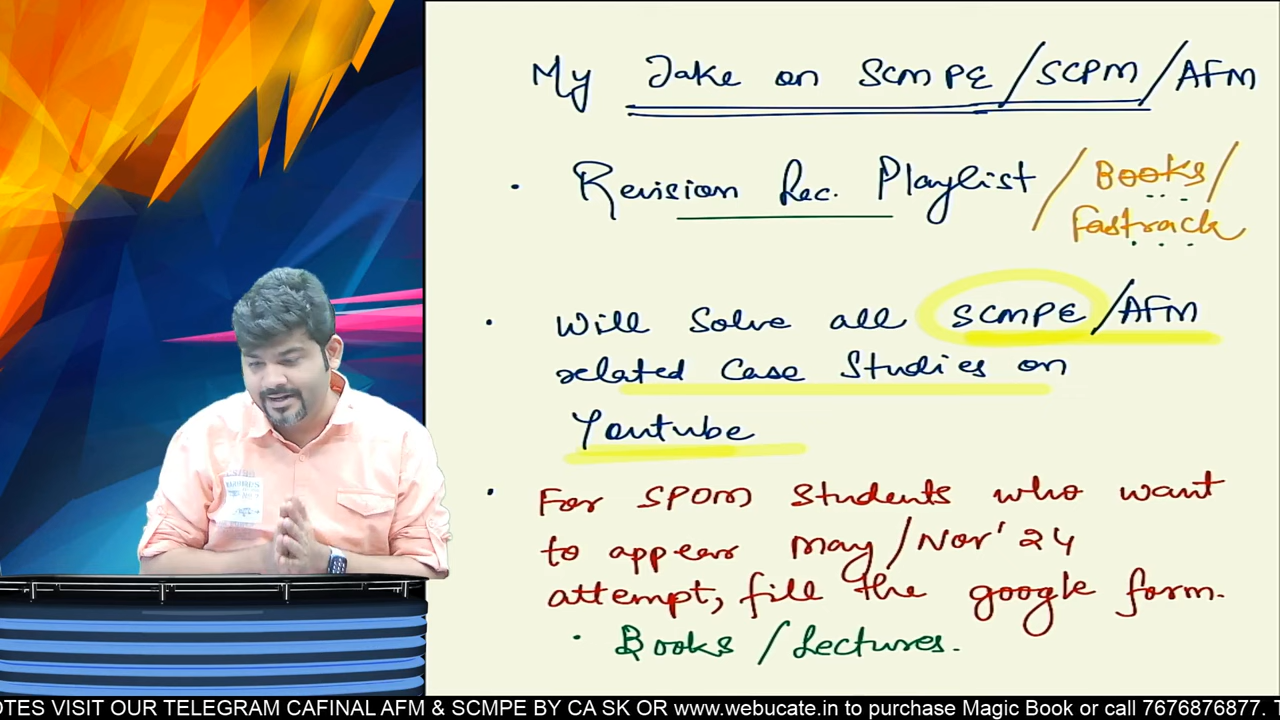 My Take on SCMPE/SCPM/AFM
• Revision Rec. Playlist / Books/
Fastrack
• Will Solve all SCMPE/AFM
related Case Studies on
Youtube
• For SPOM Students who want
to appear May/Nov' 24
attempt, fill the google form.
• Books/Lectures.
OTES VISIT OUR TELEGRAM CAFINAL AFM & SCMPE BY CA SK OR www.webucate.in to purchase Magic Book or call 7676876877.